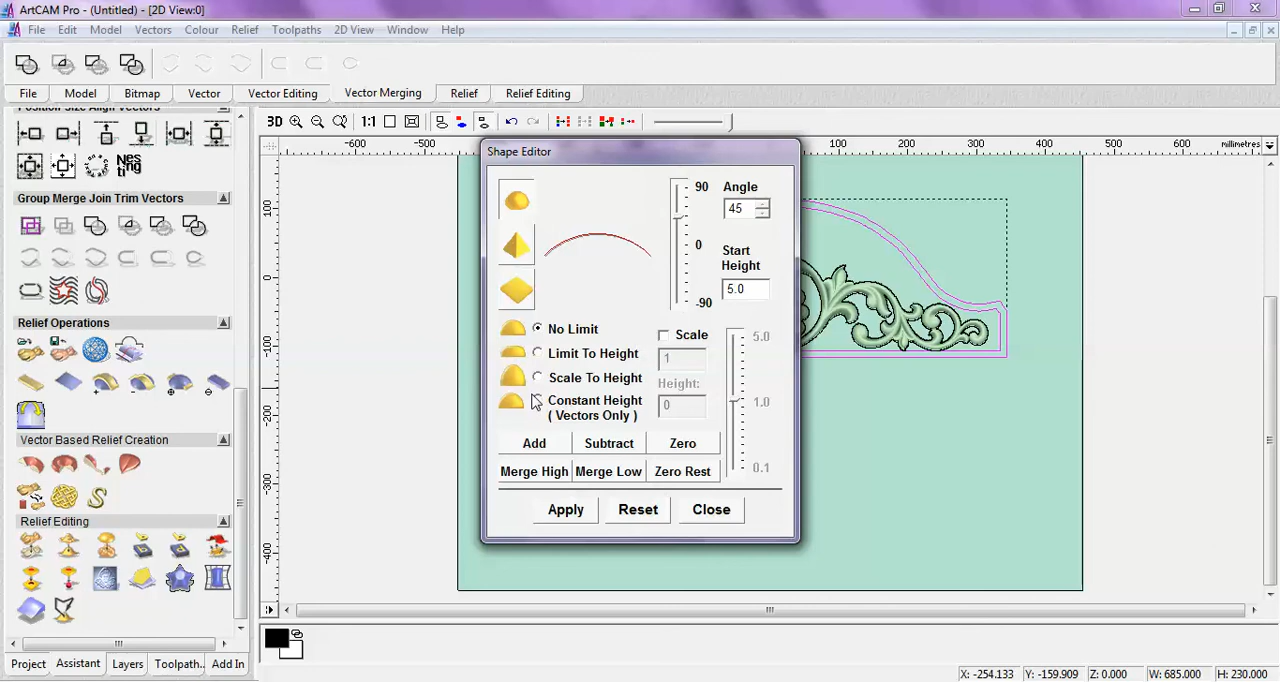 ArtCAM Pro - (Untitled) - [2D View:0]
File Edit Model Vectors Colour Relief Toolpaths 2D View Window Help
File Model Bitmap Vector Vector Editing Vector Merging Relief Relief Editing
Position Size Align Vectors
3D 1:1
-600 -500 100 200 300 400 500 600 millimetres
NES
ting
Group Merge Join Trim Vectors
Relief Operations
Vector Based Relief Creation
Relief Editing
100
0
-100
-200
-300
-400
Shape Editor
90
0
-90
Angle
45
Start
Height
5.0
No Limit
Limit To Height
Scale To Height
Constant Height
( Vectors Only )
Scale
1
Height:
0
5.0
1.0
0.1
Add Subtract Zero
Merge High Merge Low Zero Rest
Apply Reset Close
Project Assistant Layers Toolpath.. Add In
X: -254.133 Y: -159.909 Z: 0.000 W: 685.000 H: 230.000